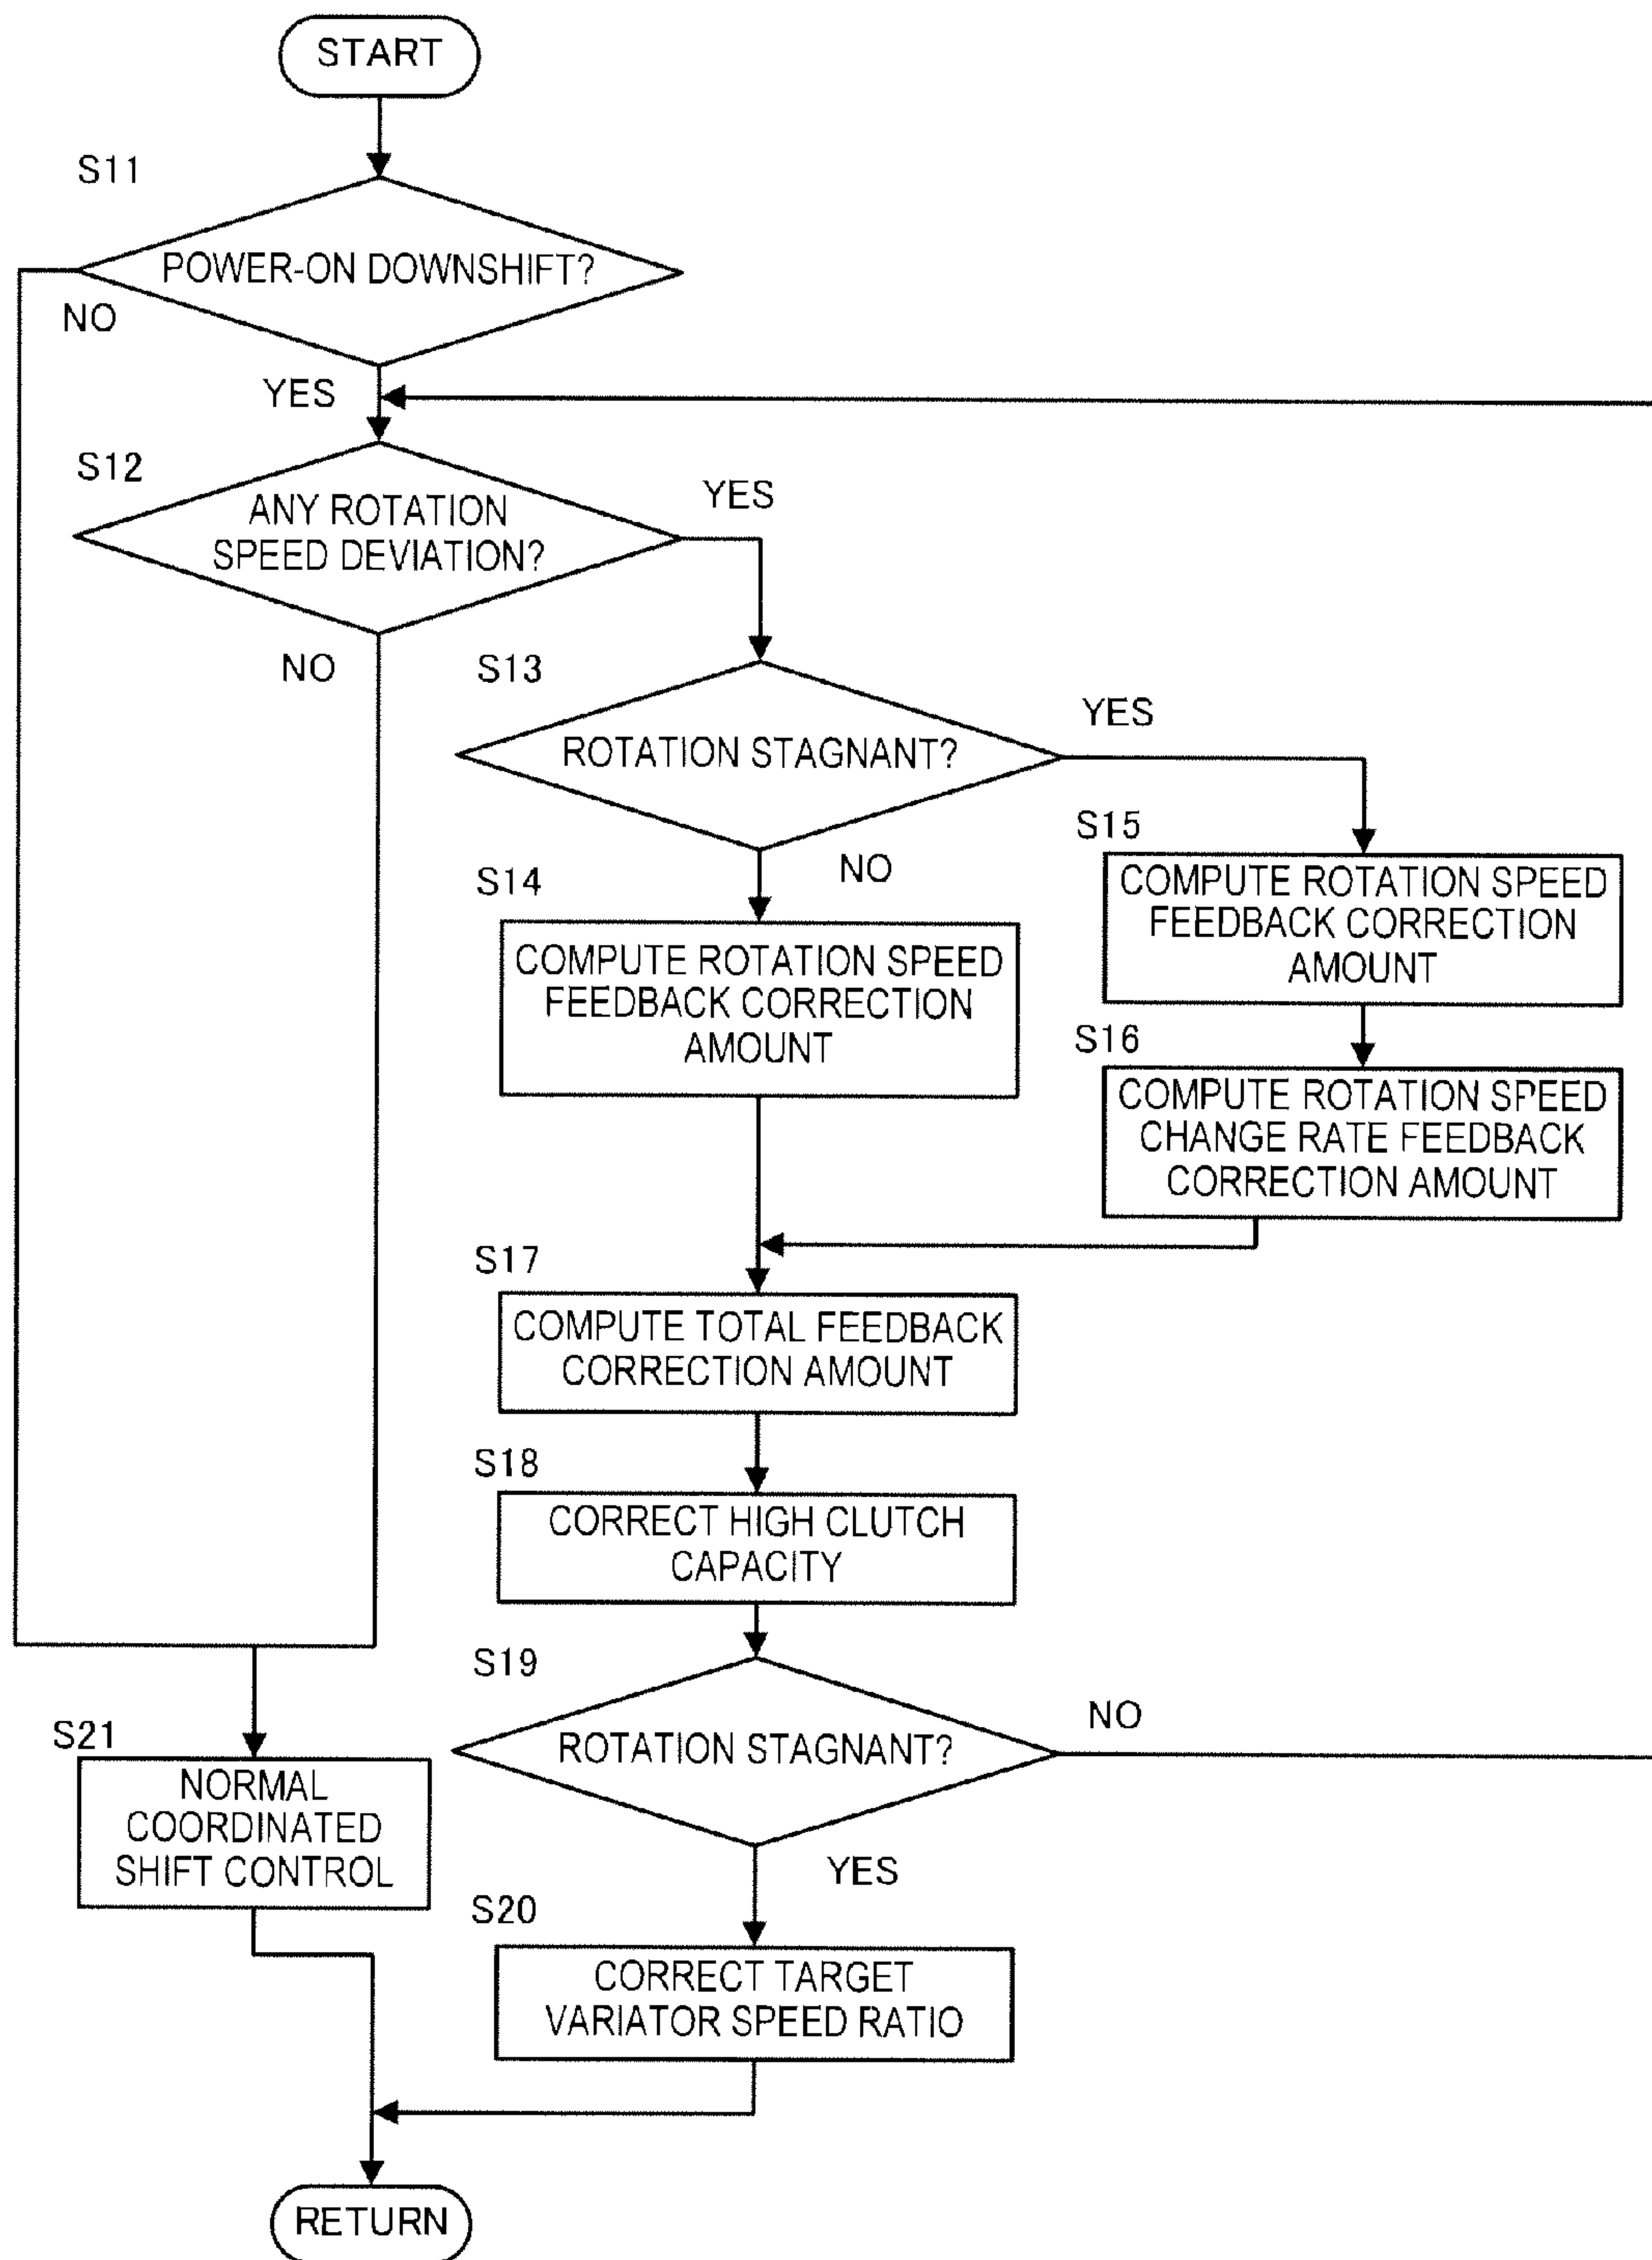 START
S11
POWER-ON DOWNSHIFT?
NO
YES
S12
ANY ROTATION
SPEED DEVIATION?
YES
NO
S13
ROTATION STAGNANT?
YES
NO
S14
COMPUTE ROTATION SPEED
FEEDBACK CORRECTION
AMOUNT
S15
COMPUTE ROTATION SPEED
FEEDBACK CORRECTION
AMOUNT
S16
COMPUTE ROTATION SPEED
CHANGE RATE FEEDBACK
CORRECTION AMOUNT
S17
COMPUTE TOTAL FEEDBACK
CORRECTION AMOUNT
S18
CORRECT HIGH CLUTCH
CAPACITY
S19
ROTATION STAGNANT?
NO
YES
S20
CORRECT TARGET
VARIATOR SPEED RATIO
S21
NORMAL
COORDINATED
SHIFT CONTROL
RETURN